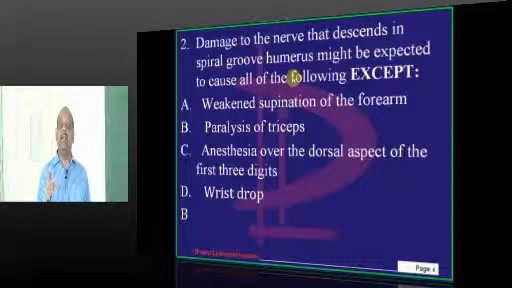 2. Damage to the nerve that descends in
spiral groove humerus might be expected
to cause all of the following EXCEPT:
A. Weakened supination of the forearm
B. Paralysis of triceps
C. Anesthesia over the dorsal aspect of the
first three digits
D. Wrist drop
B
Page 4